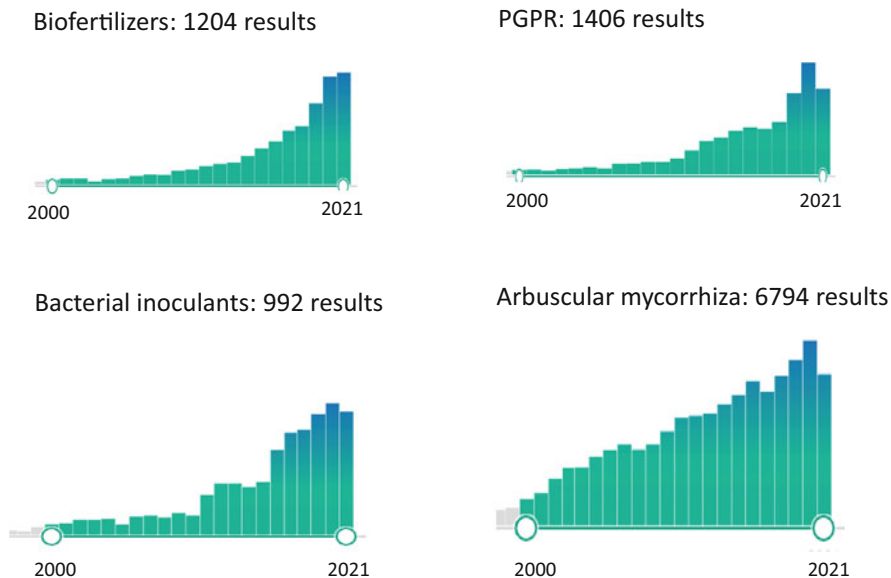 Biofertilizers: 1204 results
PGPR: 1406 results
2000
2021
2000
2021
Bacterial inoculants: 992 results
Arbuscular mycorrhiza: 6794 results
2000
2021
2000
2021